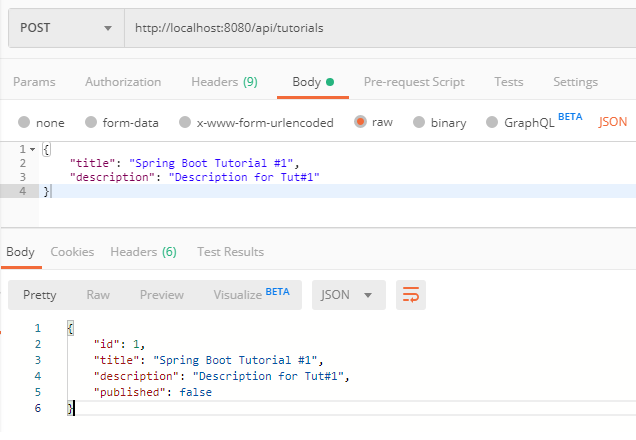 POST http://localhost:8080/api/tutorials
Params Authorization Headers (9) Body Pre-request Script Tests Settings
none form-data x-www-form-urlencoded raw binary GraphQL BETA JSON
1 {
2 "title": "Spring Boot Tutorial #1",
3 "description": "Description for Tut#1"
4 }
Body Cookies Headers (6) Test Results
Pretty Raw Preview Visualize BETA JSON
1 {
2 "id": 1,
3 "title": "Spring Boot Tutorial #1",
4 "description": "Description for Tut#1",
5 "published": false
6 }